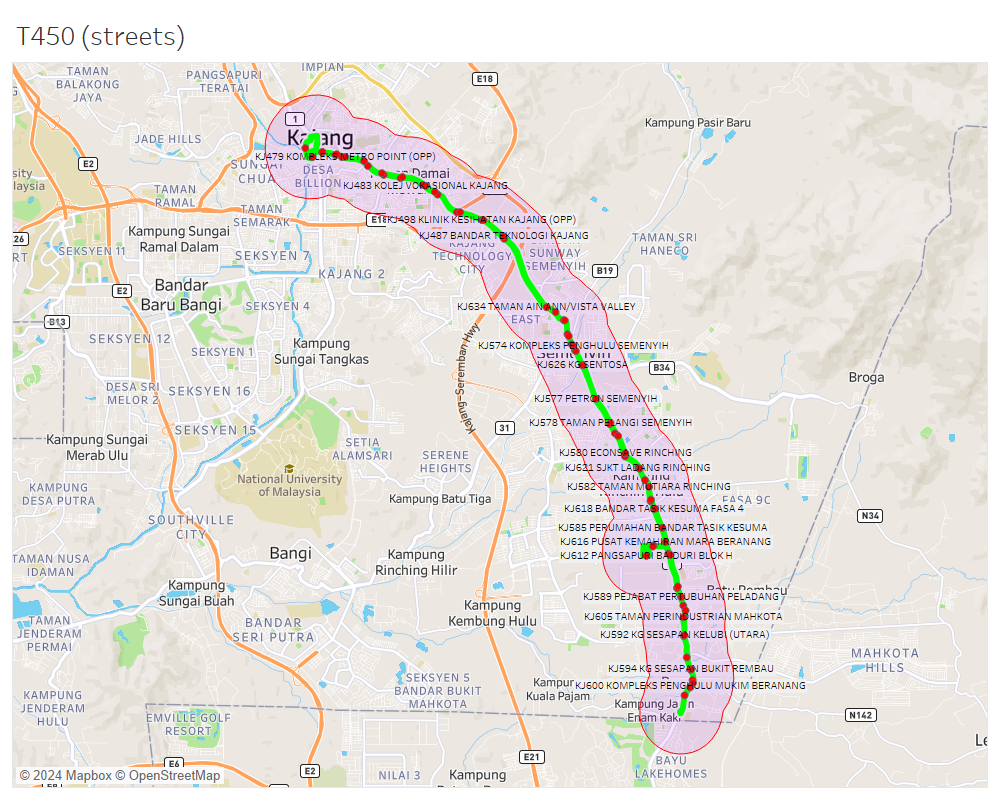 T450 (streets)
TAMAN
BALAKONG
JAYA
PANGSAPURI
TERATAI
IMPIAN
E18
1
Kajang
Kampung Pasir Baru
JADE HILLS
E2
KJ479 KOMPLEKS METRO POINT (OPP)
SUNGAI
CHUA
DESA
BILLION
Damai
KJ483 KOLEJ VOKASIONAL KAJANG
TAMAN
RAMAL
TAMAN
SEMARAK
E18
KJ498 KLINIK KESIHATAN KAJANG (OPP)
KJ487 BANDAR TEKNOLOGI KAJANG
KAJANG
TECHNOLOGY
CITY
SUNWAY
SEMENYIH
TAMAN SRI
HANECO
B19
26
SEKSYEN 11
Kampung Sungai
Ramal Dalam
SEKSYEN 7
KAJANG 2
E2
Bandar
Baru Bangi
SEKSYEN 4
B13
KJ634 TAMAN AIN ANN/VISTA VALLEY
EAST
SEKSYEN 12
SEKSYEN 1
Kampung
Sungai Tangkas
Kajang-Seremban Hwy
KJ574 KOMPLEKS PENGHULU SEMENYIH
KJ626 KG SENTOSA
B34
Broga
DESA SRI
MELOR 2
SEKSYEN 16
KJ577 PETRON SEMENYIH
KJ578 TAMAN PELANGI SEMENYIH
31
SEKSYEN 15
Kampung Sungai
Merab Ulu
SETIA
ALAMSARI
SERENE
HEIGHTS
KJ580 ECONSAVE RINCHING
KJ621 SJKT LADANG RINCHING
KJ582 TAMAN MUTIARA RINCHING
National University
of Malaysia
KAMPUNG
DESA PUTRA
Kampung Batu Tiga
FASA 9C
KJ618 BANDAR TASIK KESUMA FASA 4
N34
SOUTHVILLE
CITY
KJ585 PERUMAHAN BANDAR TASIK KESUMA
KJ616 PUSAT KEMAHIRAN MARA BERANANG
KJ612 PANGSAPURI BAIDURI BLOK H
TAMAN NUSA
IDAMAN
Bangi
Kampung
Rinching Hilir
Kampung
Sungai Buah
KJ589 PEJABAT PERTUBUHAN PELADANG
Kampung
Kembung Hulu
KJ605 TAMAN PERINDUSTRIAN MAHKOTA
TAMAN
JENDERAM
PERMAI
BANDAR
SERI PUTRA
KJ592 KG SESAPAN KELUBI (UTARA)
MAHKOTA
HILLS
KJ594 KG SESAPAN BUKIT REMBAU
SEKSYEN 5
BANDAR BUKIT
MAHKOTA
Kuala Pajam
KJ600 KOMPLEKS PENGHULU MUKIM BERANANG
KAMPUNG
JENDERAM
HULU
Enam Kaki
EMVILLE GOLF
RESORT
N142
E21
E6
E2
NILAI 3
Kampung
BAYU
LAKEHOMES
© 2024 Mapbox © OpenStreetMap